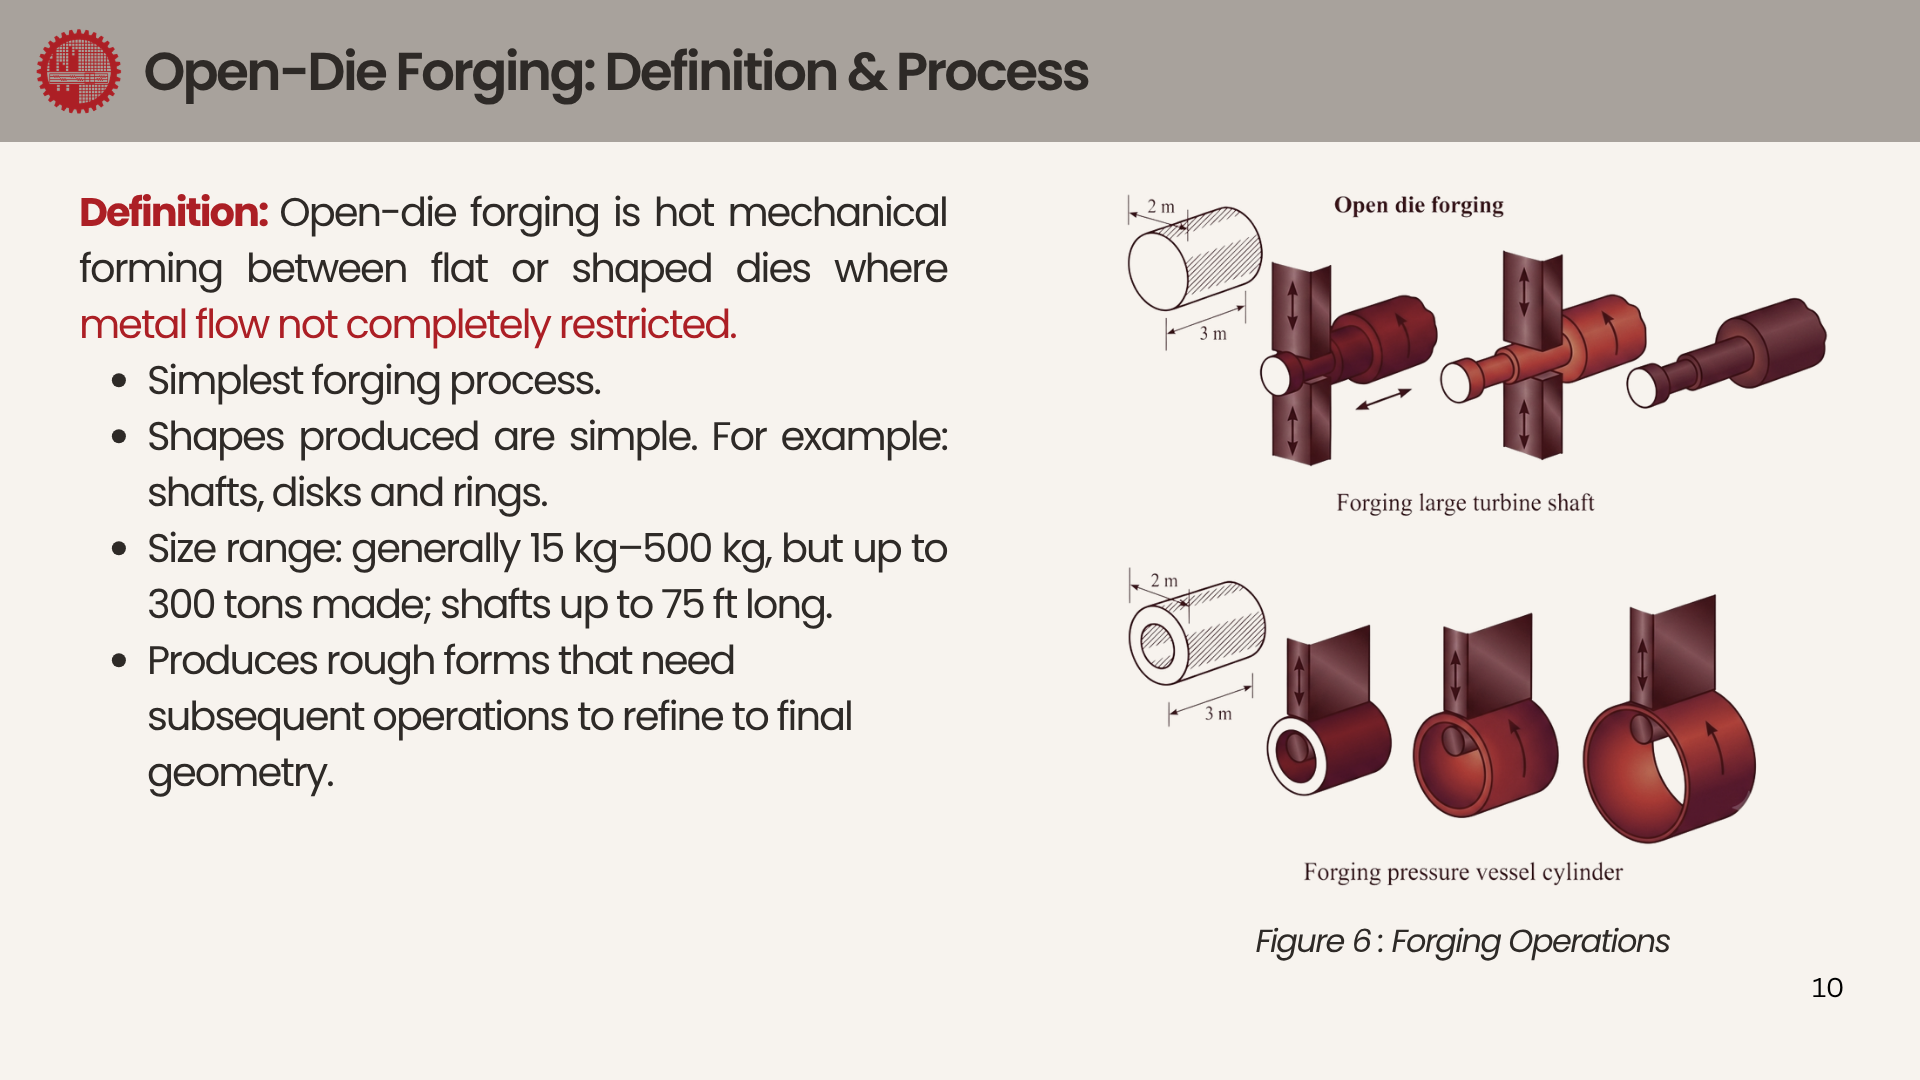 Open-Die Forging: Definition & Process
Definition: Open-die forging is hot mechanical
forming between flat or shaped dies where
metal flow not completely restricted.
• Simplest forging process.
• Shapes produced are simple. For example:
shafts, disks and rings.
• Size range: generally 15 kg–500 kg, but up to
300 tons made; shafts up to 75 ft long.
• Produces rough forms that need
subsequent operations to refine to final
geometry.
Open die forging
2 m
3 m
Forging large turbine shaft
2 m
3 m
Forging pressure vessel cylinder
Figure 6 : Forging Operations
10